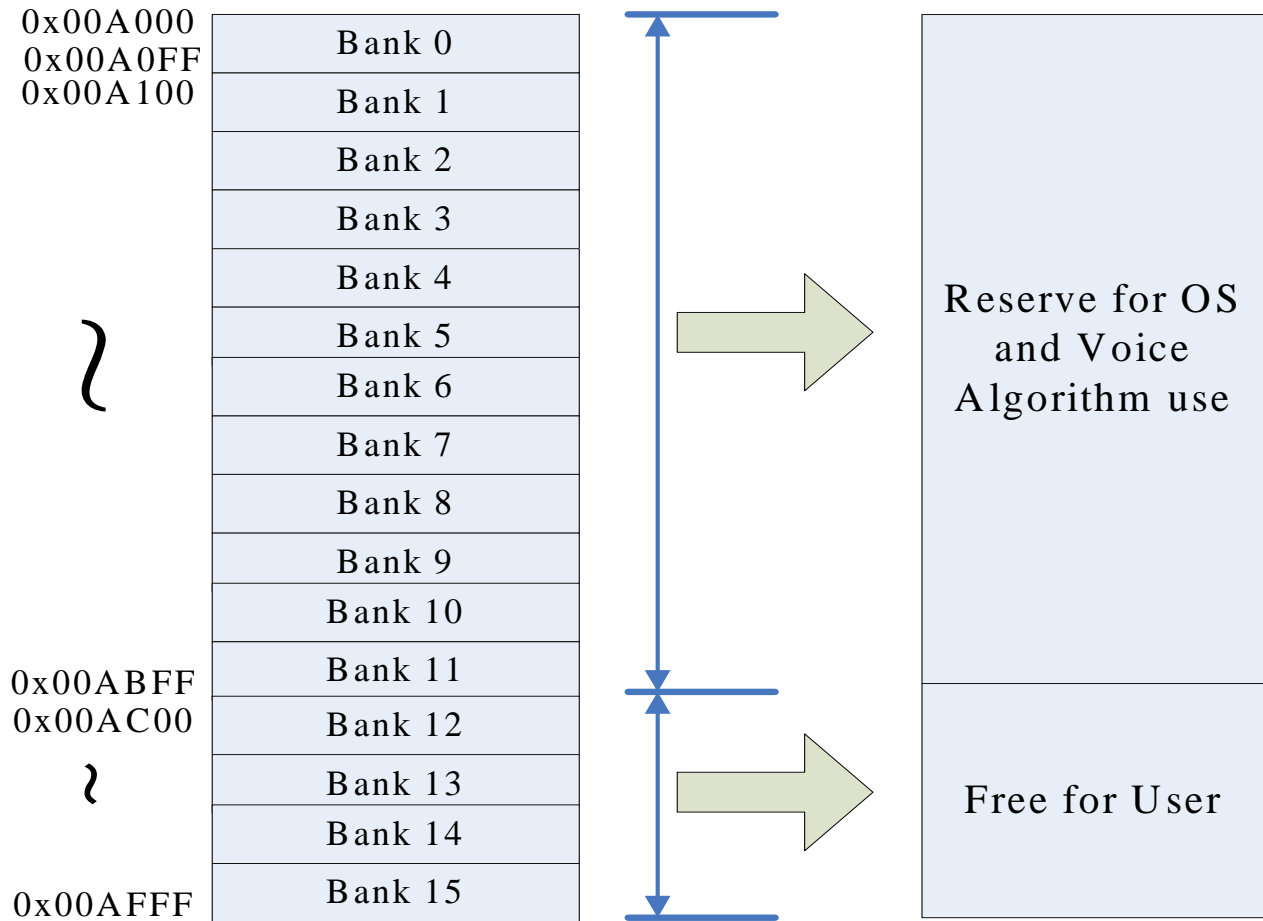 0x00A000
0x00A0FF
0x00A100
Bank 0
Bank 1
Bank 2
Bank 3
Bank 4
Bank 5
Bank 6
Bank 7
Bank 8
Bank 9
Bank 10
Bank 11
0x00ABFF
0x00AC00
Bank 12
Bank 13
Bank 14
Bank 15
0x00AFFF
Reserve for OS
and Voice
Algorithm use
Free for User